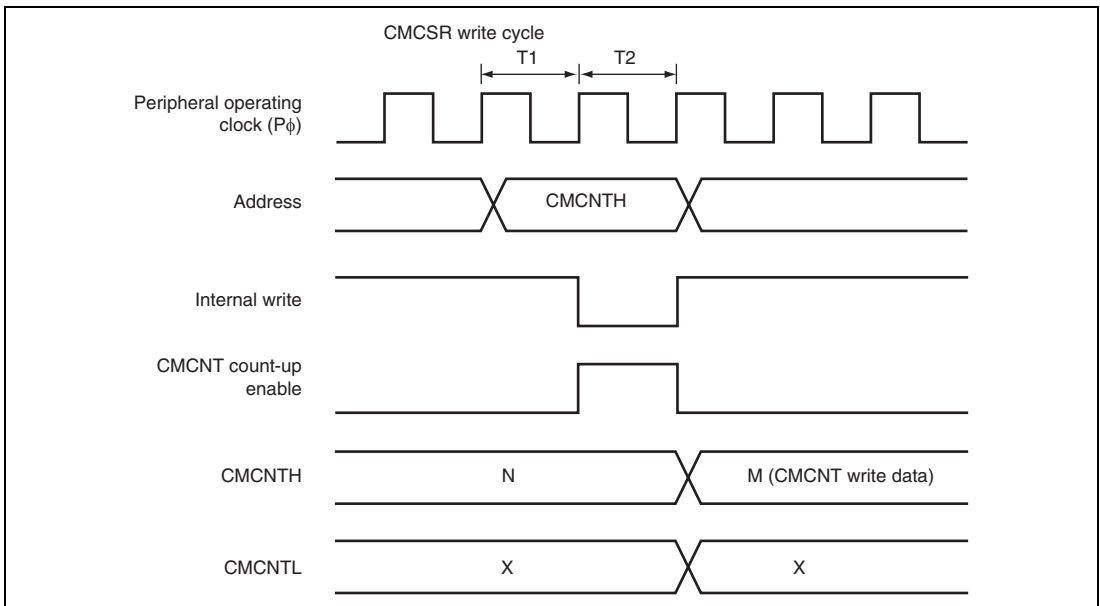 CMCSR write cycle
T1 T2
Peripheral operating
clock (Pϕ)
Address CMCNTH
Internal write
CMCNT count-up
enable
CMCNTH N M (CMCNT write data)
CMCNTL X X